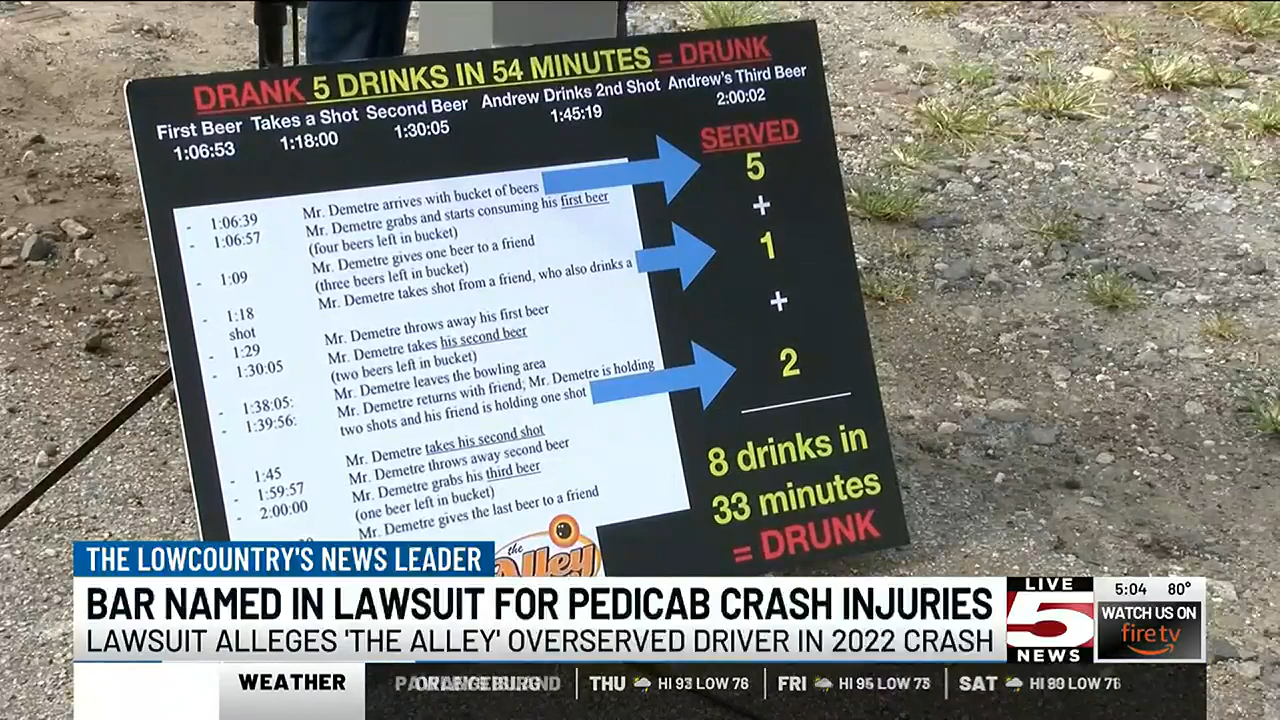 DRANK 5 DRINKS IN 54 MINUTES = DRUNK
First Beer Takes a Shot Second Beer Andrew Drinks 2nd Shot Andrew's Third Beer
1:06:53 1:18:00 1:30:05 1:45:19 2:00:02
SERVED
5
+
1
+
2
8 drinks in
33 minutes
= DRUNK
- 1:06:39 Mr. Demetre arrives with bucket of beers
- 1:06:57 Mr. Demetre grabs and starts consuming his first beer
(four beers left in bucket)
- 1:09 Mr. Demetre gives one beer to a friend
(three beers left in bucket)
- 1:18 Mr. Demetre takes shot from a friend, who also drinks a
shot
- 1:29 Mr. Demetre throws away his first beer
- 1:30:05 Mr. Demetre takes his second beer
(two beers left in bucket)
- 1:38:05: Mr. Demetre leaves the bowling area
- 1:39:56: Mr. Demetre returns with friend; Mr. Demetre is holding
two shots and his friend is holding one shot
- 1:45 Mr. Demetre takes his second shot
- 1:59:57 Mr. Demetre throws away second beer
- 2:00:00 Mr. Demetre grabs his third beer
(one beer left in bucket)
Mr. Demetre gives the last beer to a friend
the
Alley
THE LOWCOUNTRY'S NEWS LEADER
BAR NAMED IN LAWSUIT FOR PEDICAB CRASH INJURIES
LAWSUIT ALLEGES 'THE ALLEY' OVERSERVED DRIVER IN 2022 CRASH
LIVE
5
NEWS
5:04 80°
WATCH US ON
fire tv
WEATHER THU HI 93 LOW 76 FRI HI 95 LOW 73 SAT HI LOW